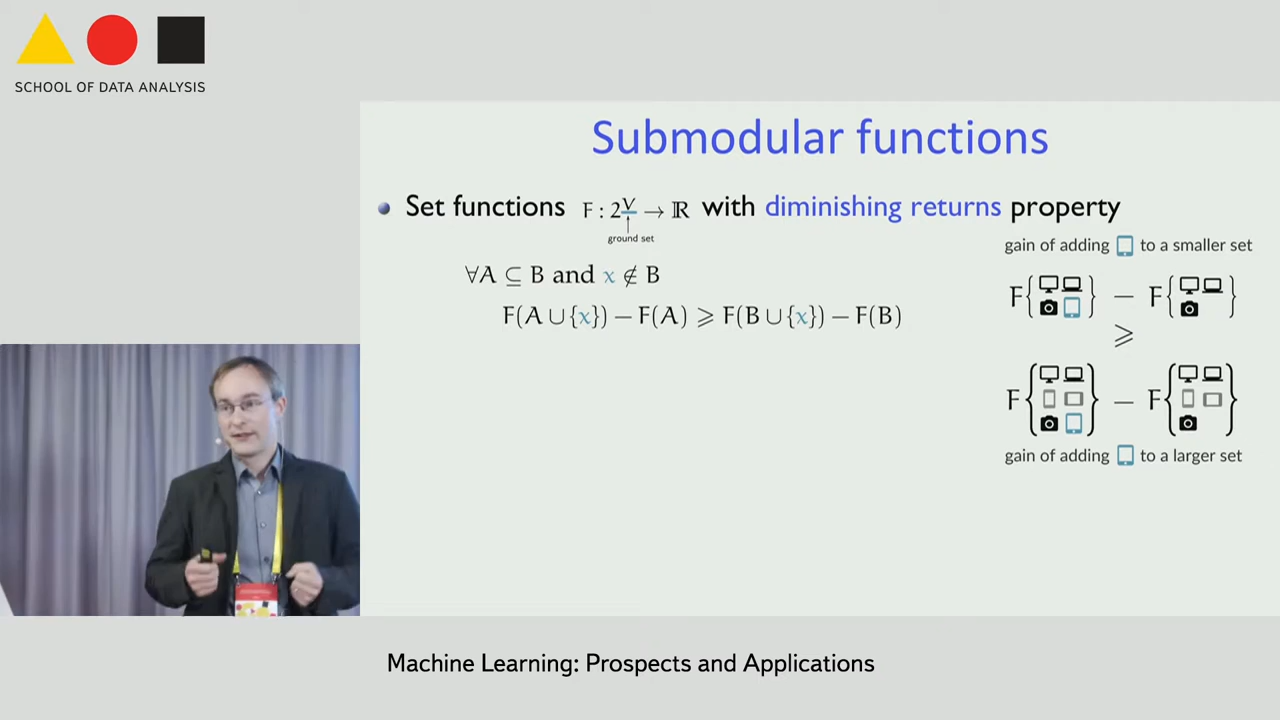 SCHOOL OF DATA ANALYSIS
Submodular functions
Set functions F : 2^V → ℝ with diminishing returns property
ground set
∀A ⊆ B and x ∉ B
F(A ∪ {x}) − F(A) ⩾ F(B ∪ {x}) − F(B)
gain of adding to a smaller set
F{ } − F{ }
⩾
F{ } − F{ }
gain of adding to a larger set
Machine Learning: Prospects and Applications